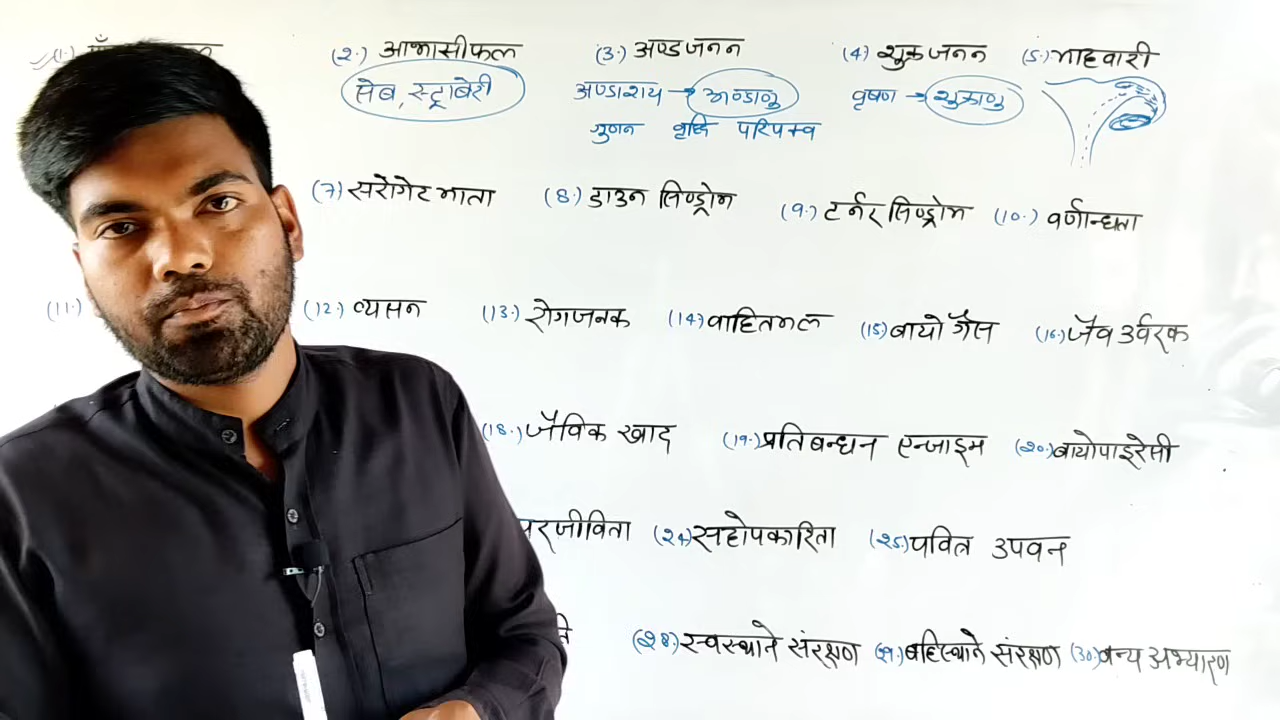 (1.)
(2.) आभासीफल (3.) अण्डजनन (4) शुक्रजनन (5.) माहवारी
सेब, स्ट्राबेरी अण्डाशय → अण्डाणु वृषण → शुक्राणु
गुणन वृद्धि परिपक्व
(7) सरोगेट माता (8.) डाउन सिण्ड्रोम (9.) टर्नर सिण्ड्रोम (10.) वर्णान्धता
(11.) (12.) व्यसन (13.) रोगजनक (14.) वाहितमल (15.) बायो गैस (16.) जैव उर्वरक
(18.) जैविक खाद (19.) प्रतिबन्धन एन्जाइम (20.) बायोपाइरेसी
परजीविता (24) सहोपकारिता (25) पवित्र उपवन
(28.) स्वस्थाने संरक्षण (29.) बहिस्थाने संरक्षण (30.) वन्य अभ्यारण